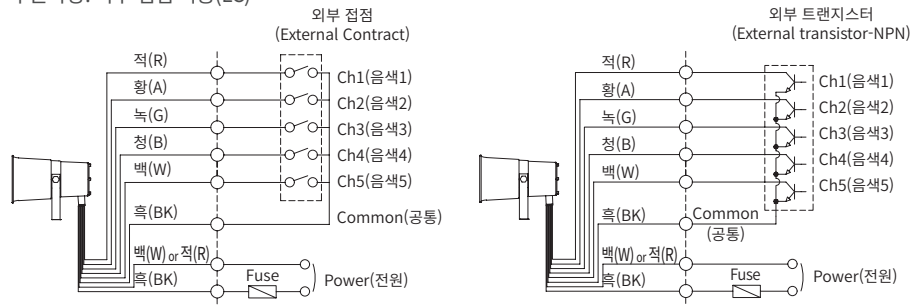 외부 접점
(External Contract)
적(R)
황(A)
녹(G)
청(B)
백(W)
흑(BK)
백(W) or 적(R)
흑(BK)
Fuse
Ch1(음색1)
Ch2(음색2)
Ch3(음색3)
Ch4(음색4)
Ch5(음색5)
Common(공통)
Power(전원)
외부 트랜지스터
(External transistor-NPN)
적(R)
황(A)
녹(G)
청(B)
백(W)
흑(BK)
백(W) or 적(R)
흑(BK)
Fuse
Ch1(음색1)
Ch2(음색2)
Ch3(음색3)
Ch4(음색4)
Ch5(음색5)
Common
(공통)
Power(전원)